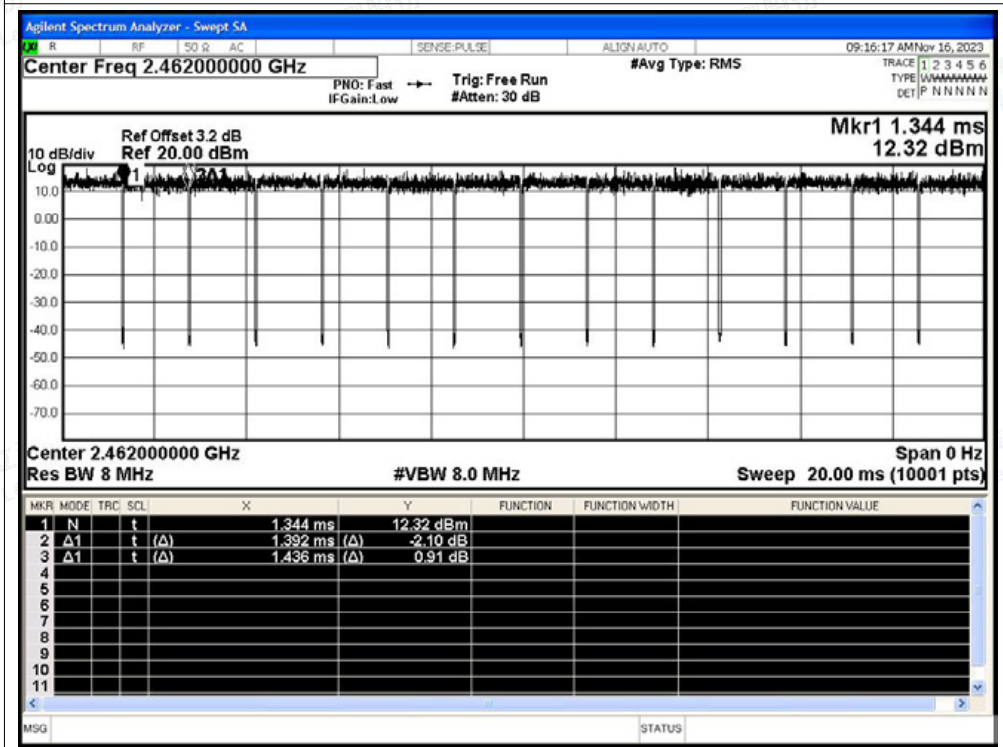 Agilent Spectrum Analyzer - Swept SA
LXI R RF 50 Ω AC SENSE:PULSE ALIGN AUTO 09:16:17 AM Nov 16, 2023
Center Freq 2.462000000 GHz #Avg Type: RMS TRACE 1 2 3 4 5 6
PNO: Fast Trig: Free Run TYPE WWWWWW
IFGain:Low #Atten: 30 dB DET P N N N N N
Mkr1 1.344 ms
Ref Offset 3.2 dB
10 dB/div Ref 20.00 dBm 12.32 dBm
Log
1 3Δ1
10.0
0.00
-10.0
-20.0
-30.0
-40.0
-50.0
-60.0
-70.0
Center 2.462000000 GHz Span 0 Hz
Res BW 8 MHz #VBW 8.0 MHz Sweep 20.00 ms (10001 pts)
MKR MODE TRC SCL X Y FUNCTION FUNCTION WIDTH FUNCTION VALUE
1 N t 1.344 ms 12.32 dBm
2 Δ1 t (Δ) 1.392 ms (Δ) -2.10 dB
3 Δ1 t (Δ) 1.436 ms (Δ) 0.91 dB
4
5
6
7
8
9
10
11
MSG STATUS